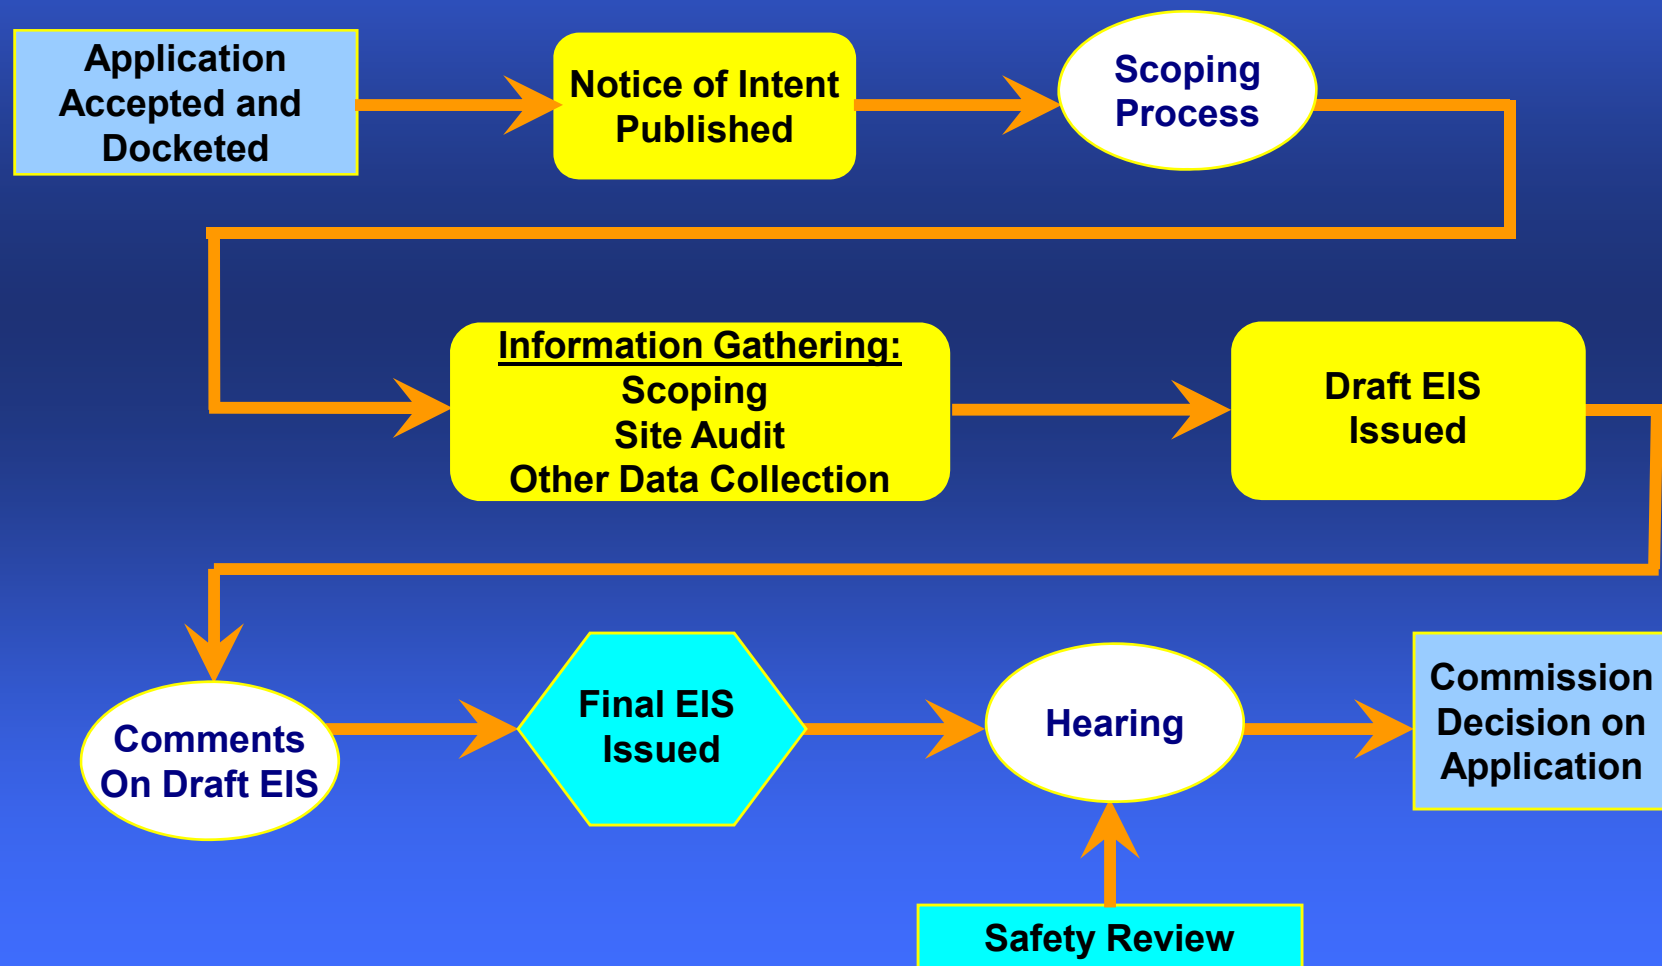 Application
Accepted and
Docketed
Notice of Intent
Published
Scoping
Process
Information Gathering:
Scoping
Site Audit
Other Data Collection
Draft EIS
Issued
Comments
On Draft EIS
Final EIS
Issued
Hearing
Commission
Decision on
Application
Safety Review